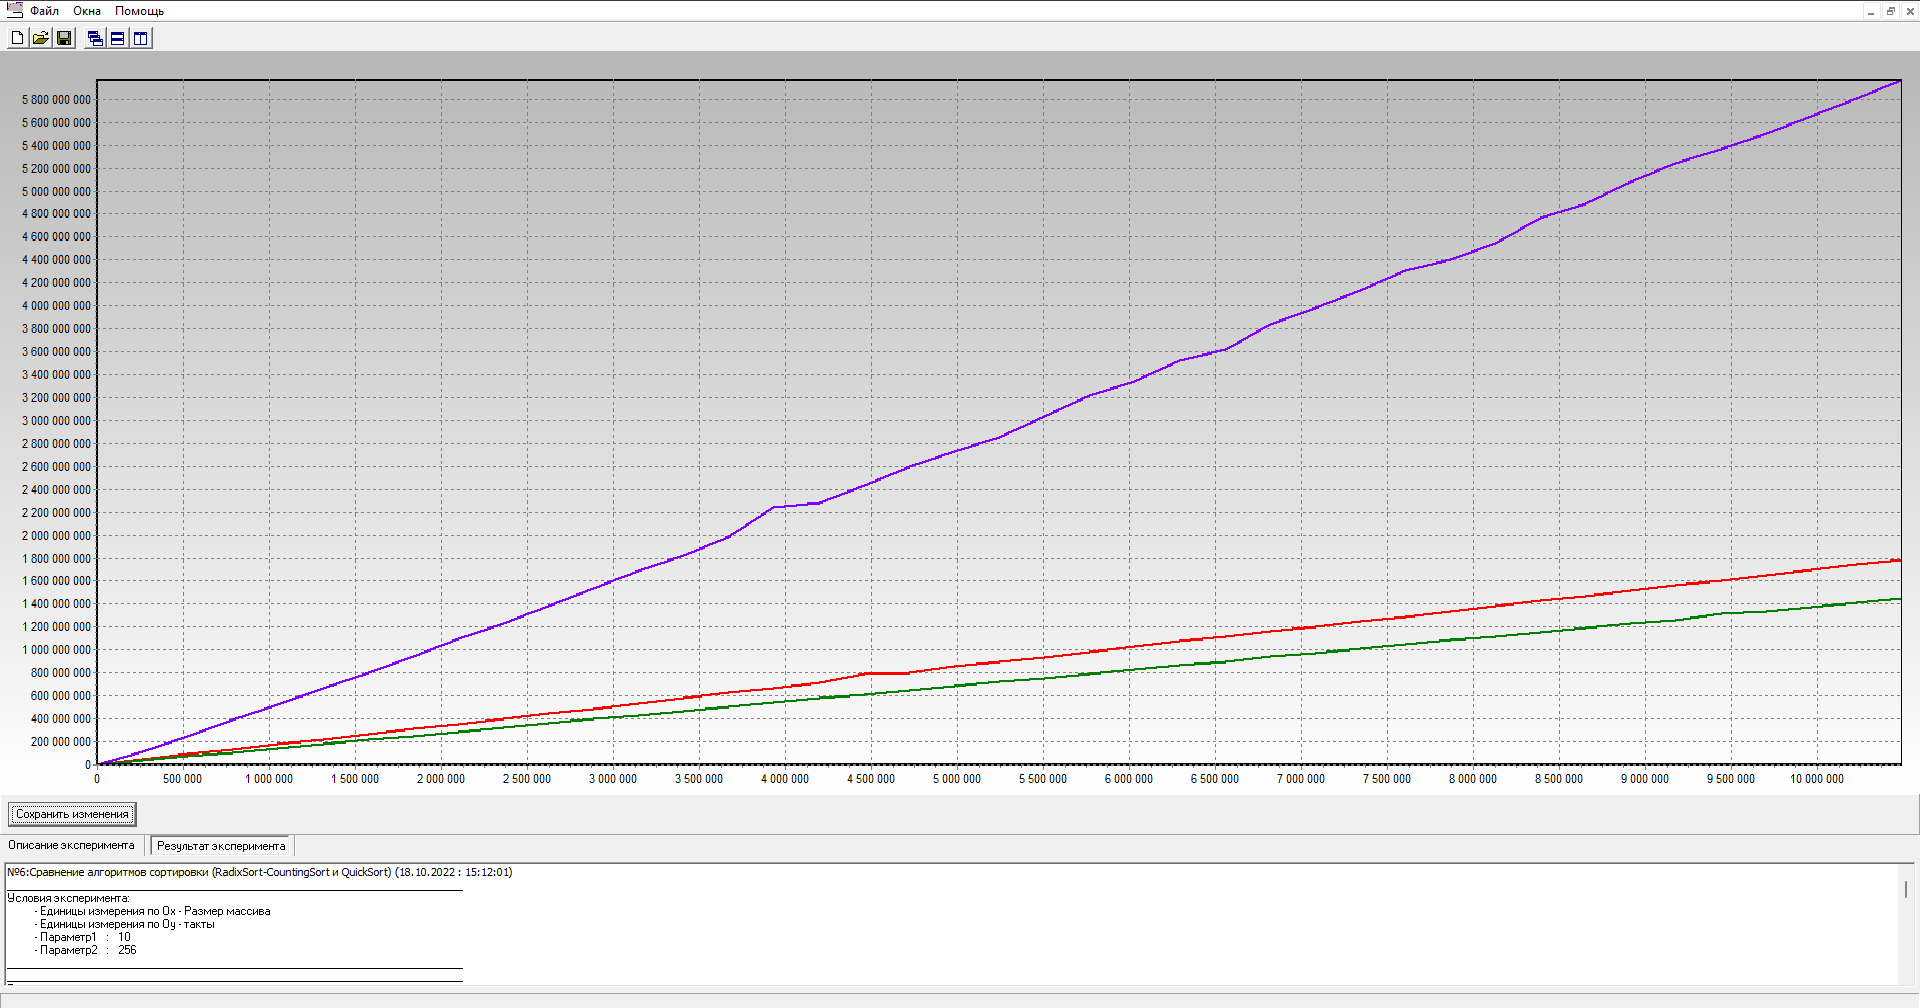 Файл Окна Помощь
5 800 000 000
5 600 000 000
5 400 000 000
5 200 000 000
5 000 000 000
4 800 000 000
4 600 000 000
4 400 000 000
4 200 000 000
4 000 000 000
3 800 000 000
3 600 000 000
3 400 000 000
3 200 000 000
3 000 000 000
2 800 000 000
2 600 000 000
2 400 000 000
2 200 000 000
2 000 000 000
1 800 000 000
1 600 000 000
1 400 000 000
1 200 000 000
1 000 000 000
800 000 000
600 000 000
400 000 000
200 000 000
0
0 500 000 1 000 000 1 500 000 2 000 000 2 500 000 3 000 000 3 500 000 4 000 000 4 500 000 5 000 000 5 500 000 6 000 000 6 500 000 7 000 000 7 500 000 8 000 000 8 500 000 9 000 000 9 500 000 10 000 000
Сохранить изменения
Описание эксперимента Результат эксперимента
№6:Сравнение алгоритмов сортировки (RadixSort-CountingSort и QuickSort) (18.10.2022 : 15:12:01)
Условия эксперимента:
- Единицы измерения по Ox - Размер массива
- Единицы измерения по Oy - такты
- Параметр1 : 10
- Параметр2 : 256